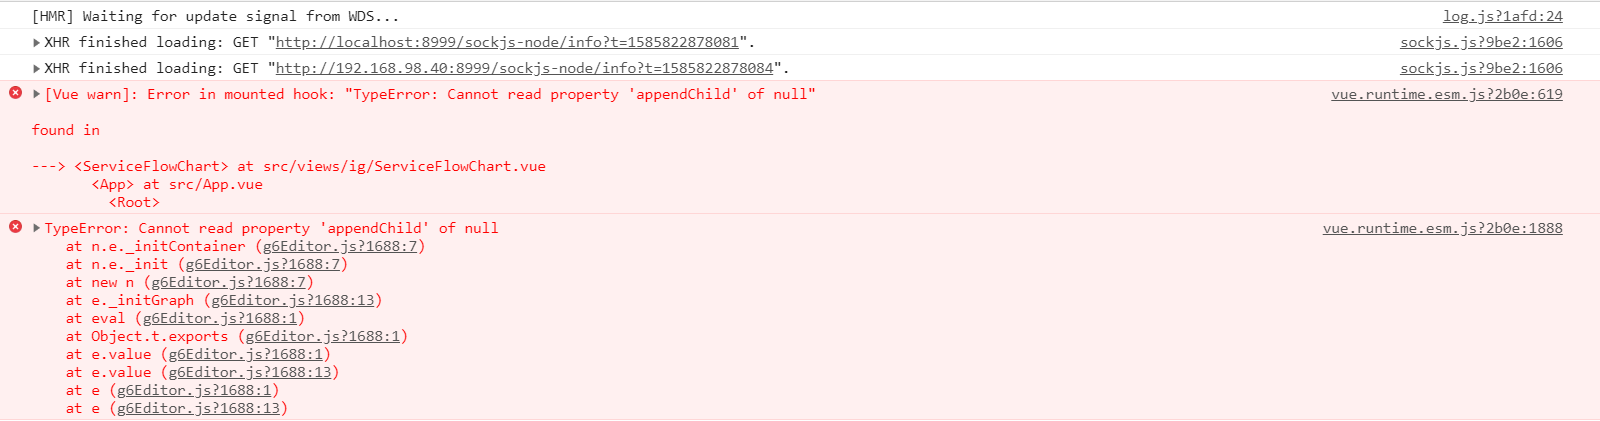 [HMR] Waiting for update signal from WDS... log.js?1afd:24
XHR finished loading: GET "http://localhost:8999/sockjs-node/info?t=1585822878081". sockjs.js?9be2:1606
XHR finished loading: GET "http://192.168.98.40:8999/sockjs-node/info?t=1585822878084". sockjs.js?9be2:1606
[Vue warn]: Error in mounted hook: "TypeError: Cannot read property 'appendChild' of null" vue.runtime.esm.js?2b0e:619
found in
---> <ServiceFlowChart> at src/views/ig/ServiceFlowChart.vue
<App> at src/App.vue
<Root>
TypeError: Cannot read property 'appendChild' of null vue.runtime.esm.js?2b0e:1888
at n.e._initContainer (g6Editor.js?1688:7)
at n.e._init (g6Editor.js?1688:7)
at new n (g6Editor.js?1688:7)
at e._initGraph (g6Editor.js?1688:13)
at eval (g6Editor.js?1688:1)
at Object.t.exports (g6Editor.js?1688:1)
at e.value (g6Editor.js?1688:1)
at e.value (g6Editor.js?1688:13)
at e (g6Editor.js?1688:1)
at e (g6Editor.js?1688:13)